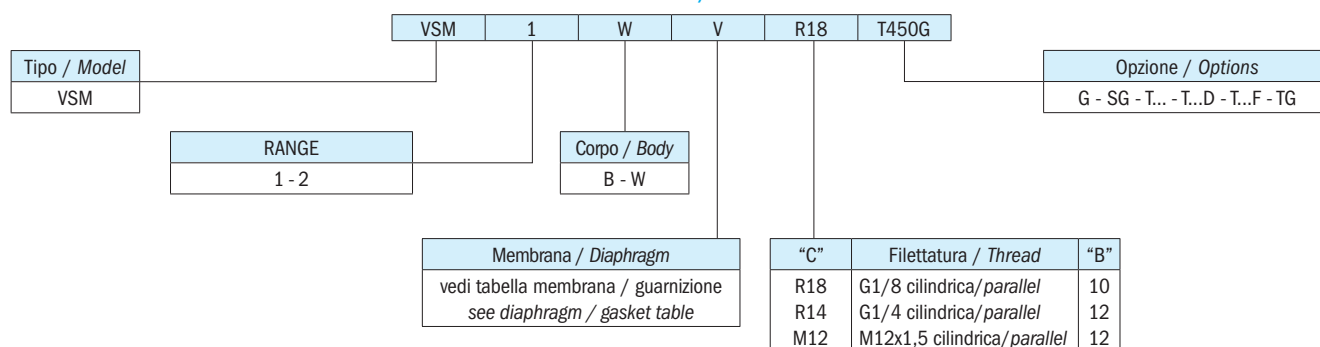 VSM 1 W V R18 T450G
Tipo / Model
VSM
Opzione / Options
G - SG - T... - T...D - T...F - TG
RANGE
1 - 2
Corpo / Body
B - W
Membrana / Diaphragm
vedi tabella membrana / guarnizione
see diaphragm / gasket table
“C” Filettatura / Thread “B”
R18 G1/8 cilindrica/parallel 10
R14 G1/4 cilindrica/parallel 12
M12 M12x1,5 cilindrica/parallel 12